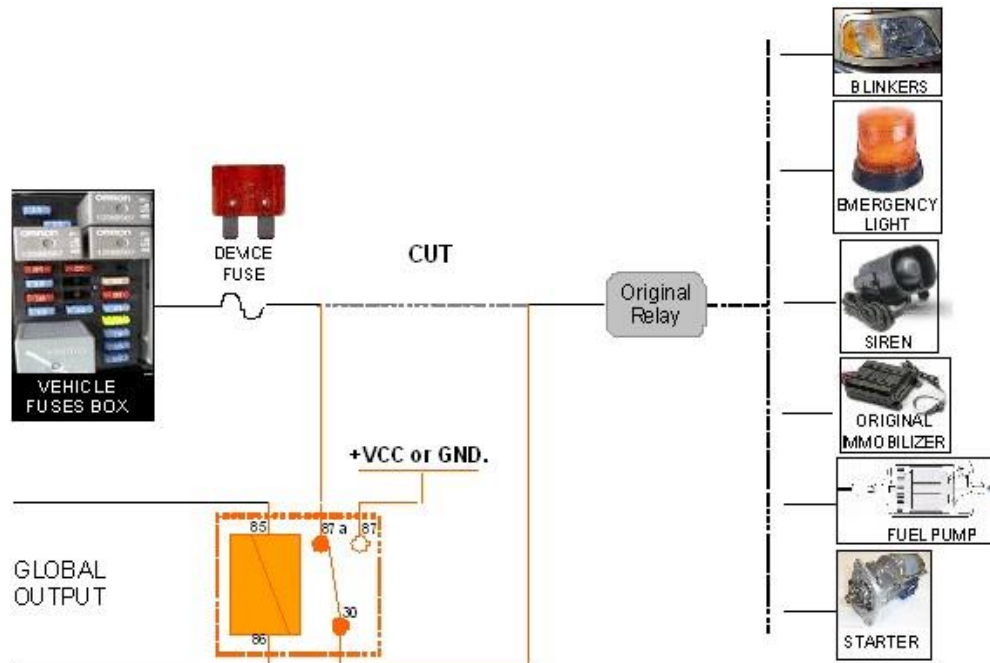 BLINKERS
EMERGENCY
LIGHT
DEVICE
FUSE
CUT
Original
Relay
SIREN
VEHICLE
FUSES BOX
ORIGINAL
IMMOBILIZER
+VCC or GND.
FUEL PUMP
85
87a
87
GLOBAL
OUTPUT
30
86
STARTER